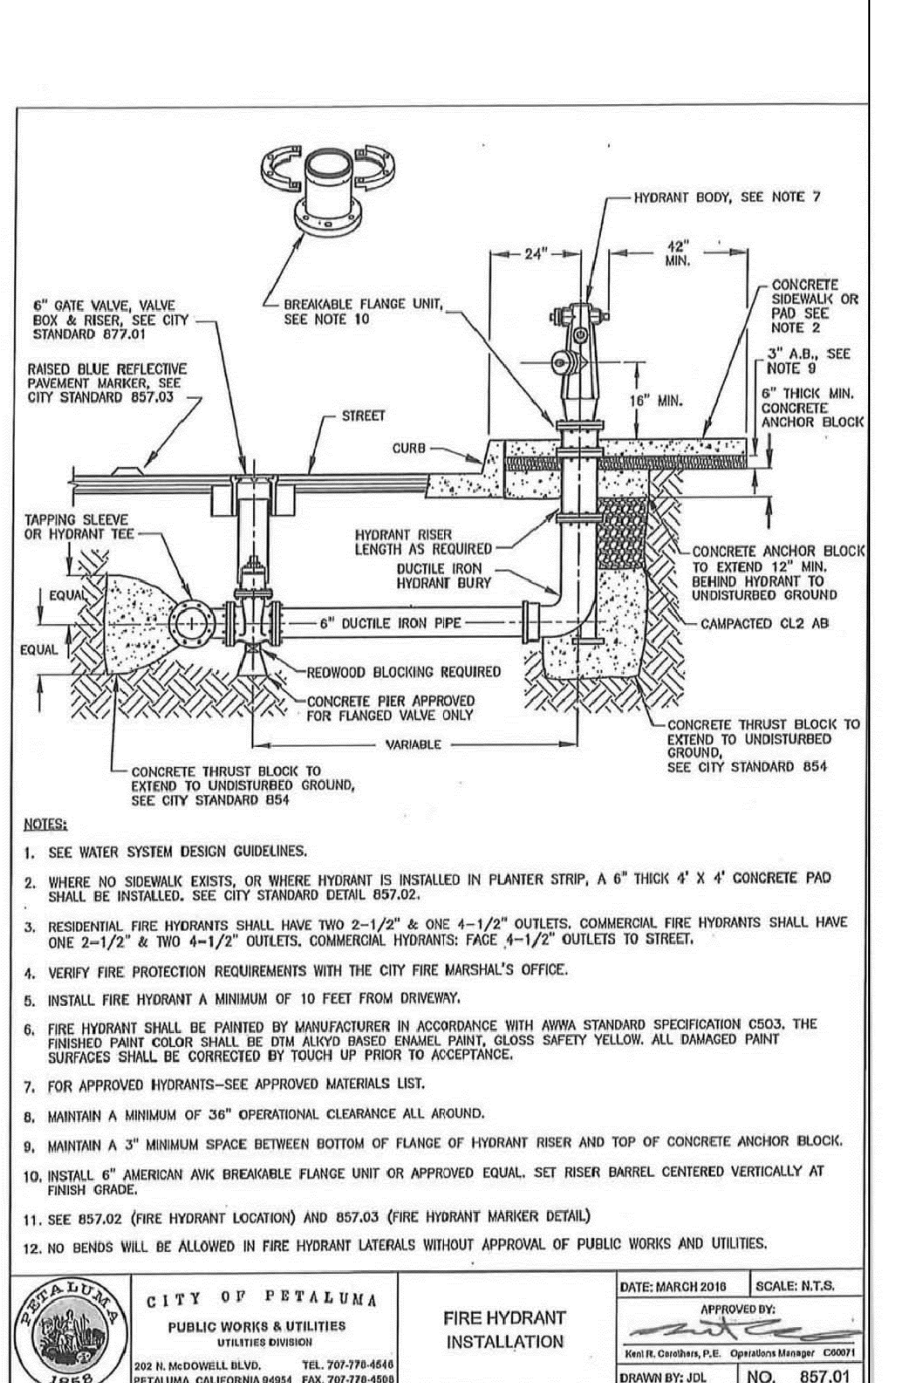 HYDRANT BODY, SEE NOTE 7
24"
42"
MIN.
CONCRETE
SIDEWALK OR
PAD SEE
NOTE 2
6" GATE VALVE, VALVE
BOX & RISER, SEE CITY
STANDARD 877.01
BREAKABLE FLANGE UNIT,
SEE NOTE 10
3" A.B., SEE
NOTE 9
RAISED BLUE REFLECTIVE
PAVEMENT MARKER, SEE
CITY STANDARD 857.03
16" MIN.
6" THICK MIN.
CONCRETE
ANCHOR BLOCK
STREET
CURB
TAPPING SLEEVE
OR HYDRANT TEE
HYDRANT RISER
LENGTH AS REQUIRED
DUCTILE IRON
HYDRANT BURY
CONCRETE ANCHOR BLOCK
TO EXTEND 12" MIN.
BEHIND HYDRANT TO
UNDISTURBED GROUND
EQUAL
EQUAL
6" DUCTILE IRON PIPE
CAMPACTED CL2 AB
REDWOOD BLOCKING REQUIRED
CONCRETE PIER APPROVED
FOR FLANGED VALVE ONLY
VARIABLE
CONCRETE THRUST BLOCK TO
EXTEND TO UNDISTURBED
GROUND,
SEE CITY STANDARD 854
CONCRETE THRUST BLOCK TO
EXTEND TO UNDISTURBED GROUND,
SEE CITY STANDARD 854
NOTES:
1. SEE WATER SYSTEM DESIGN GUIDELINES.
2. WHERE NO SIDEWALK EXISTS, OR WHERE HYDRANT IS INSTALLED IN PLANTER STRIP, A 6" THICK 4' X 4' CONCRETE PAD
SHALL BE INSTALLED. SEE CITY STANDARD DETAIL 857.02.
3. RESIDENTIAL FIRE HYDRANTS SHALL HAVE TWO 2-1/2" & ONE 4-1/2" OUTLETS. COMMERCIAL FIRE HYDRANTS SHALL HAVE
ONE 2-1/2" & TWO 4-1/2" OUTLETS. COMMERCIAL HYDRANTS: FACE 4-1/2" OUTLETS TO STREET.
4. VERIFY FIRE PROTECTION REQUIREMENTS WITH THE CITY FIRE MARSHAL'S OFFICE.
5. INSTALL FIRE HYDRANT A MINIMUM OF 10 FEET FROM DRIVEWAY.
6. FIRE HYDRANT SHALL BE PAINTED BY MANUFACTURER IN ACCORDANCE WITH AWWA STANDARD SPECIFICATION C503. THE
FINISHED PAINT COLOR SHALL BE DTM ALKYD BASED ENAMEL PAINT, GLOSS SAFETY YELLOW. ALL DAMAGED PAINT
SURFACES SHALL BE CORRECTED BY TOUCH UP PRIOR TO ACCEPTANCE.
7. FOR APPROVED HYDRANTS-SEE APPROVED MATERIALS LIST.
8. MAINTAIN A MINIMUM OF 36" OPERATIONAL CLEARANCE ALL AROUND.
9. MAINTAIN A 3" MINIMUM SPACE BETWEEN BOTTOM OF FLANGE OF HYDRANT RISER AND TOP OF CONCRETE ANCHOR BLOCK.
10. INSTALL 6" AMERICAN AVK BREAKABLE FLANGE UNIT OR APPROVED EQUAL. SET RISER BARREL CENTERED VERTICALLY AT
FINISH GRADE.
11. SEE 857.02 (FIRE HYDRANT LOCATION) AND 857.03 (FIRE HYDRANT MARKER DETAIL)
12. NO BENDS WILL BE ALLOWED IN FIRE HYDRANT LATERALS WITHOUT APPROVAL OF PUBLIC WORKS AND UTILITIES.
PETALUMA
1858
CITY OF PETALUMA
PUBLIC WORKS & UTILITIES
UTILITIES DIVISION
202 N. McDOWELL BLVD. TEL. 707-778-4546
PETALUMA, CALIFORNIA 94954 FAX. 707-778-4508
FIRE HYDRANT
INSTALLATION
DATE: MARCH 2016 SCALE: N.T.S.
APPROVED BY:
Kent R. Carothers, P.E. Operations Manager C60071
DRAWN BY: JDL NO. 857.01